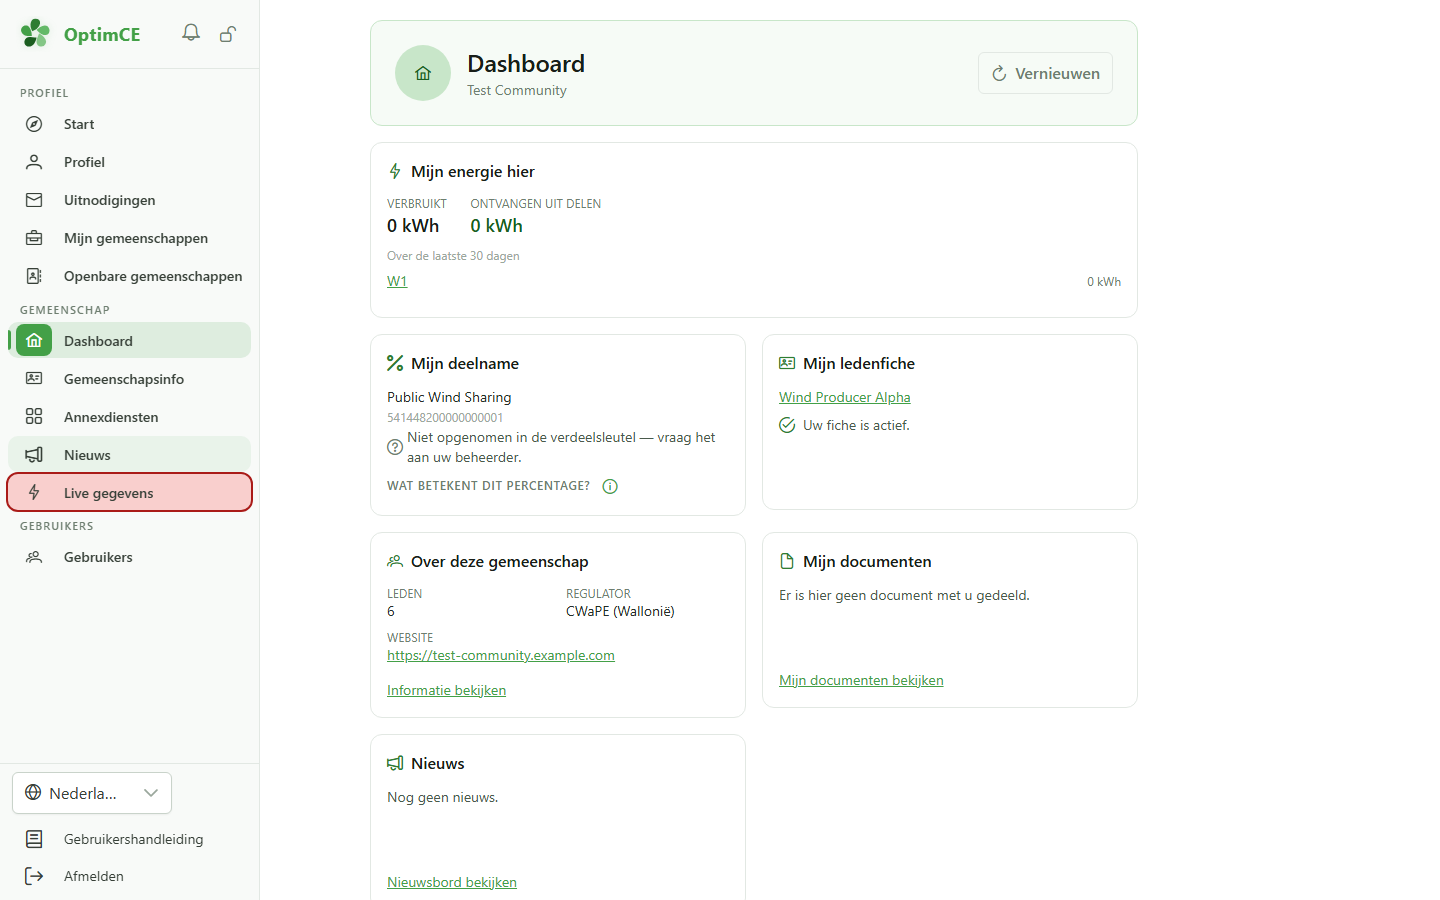 OptimCE
PROFIEL
Start
Profiel
Uitnodigingen
Mijn gemeenschappen
Openbare gemeenschappen
GEMEENSCHAP
Dashboard
Gemeenschapsinfo
Annexdiensten
Nieuws
Live gegevens
GEBRUIKERS
Gebruikers
Nederla...
Gebruikershandleiding
Afmelden
Dashboard
Test Community
Vernieuwen
Mijn energie hier
VERBRUIKT
0 kWh
ONTVANGEN UIT DELEN
0 kWh
Over de laatste 30 dagen
W1
0 kWh
Mijn deelname
Public Wind Sharing
541448200000000001
Niet opgenomen in de verdeelsleutel — vraag het
aan uw beheerder.
WAT BETEKENT DIT PERCENTAGE?
Mijn ledenfiche
Wind Producer Alpha
Uw fiche is actief.
Over deze gemeenschap
LEDEN
6
REGULATOR
CWaPE (Wallonië)
WEBSITE
https://test-community.example.com
Informatie bekijken
Mijn documenten
Er is hier geen document met u gedeeld.
Mijn documenten bekijken
Nieuws
Nog geen nieuws.
Nieuwsbord bekijken